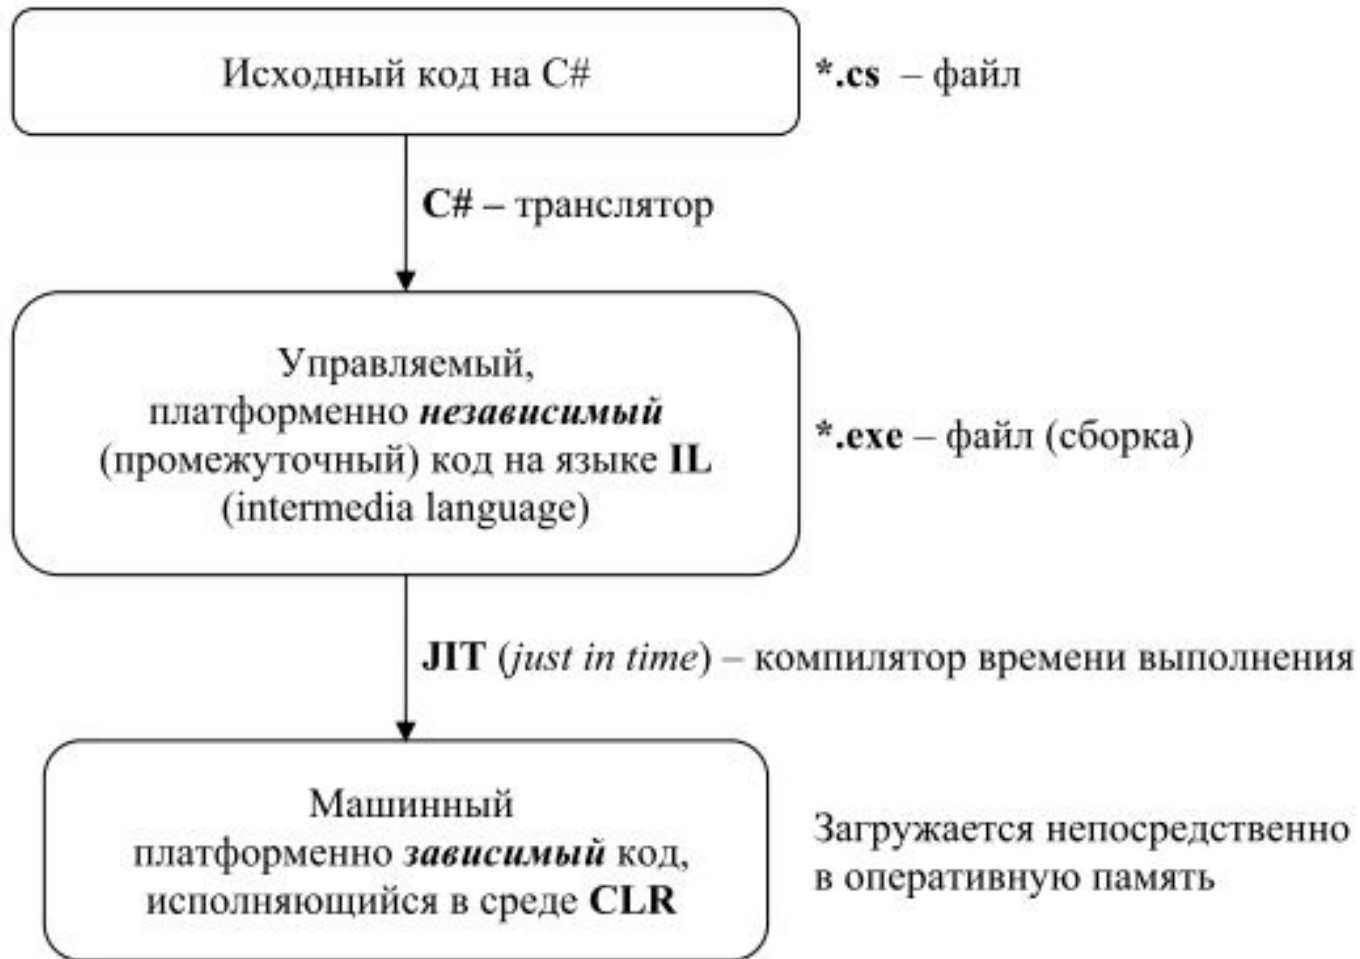 Исходный код на C#
*.cs – файл
C# – транслятор
Управляемый,
платформенно независимый
(промежуточный) код на языке IL
(intermedia language)
*.exe – файл (сборка)
JIT (just in time) – компилятор времени выполнения
Машинный
платформенно зависимый код,
исполняющийся в среде CLR
Загружается непосредственно
в оперативную память